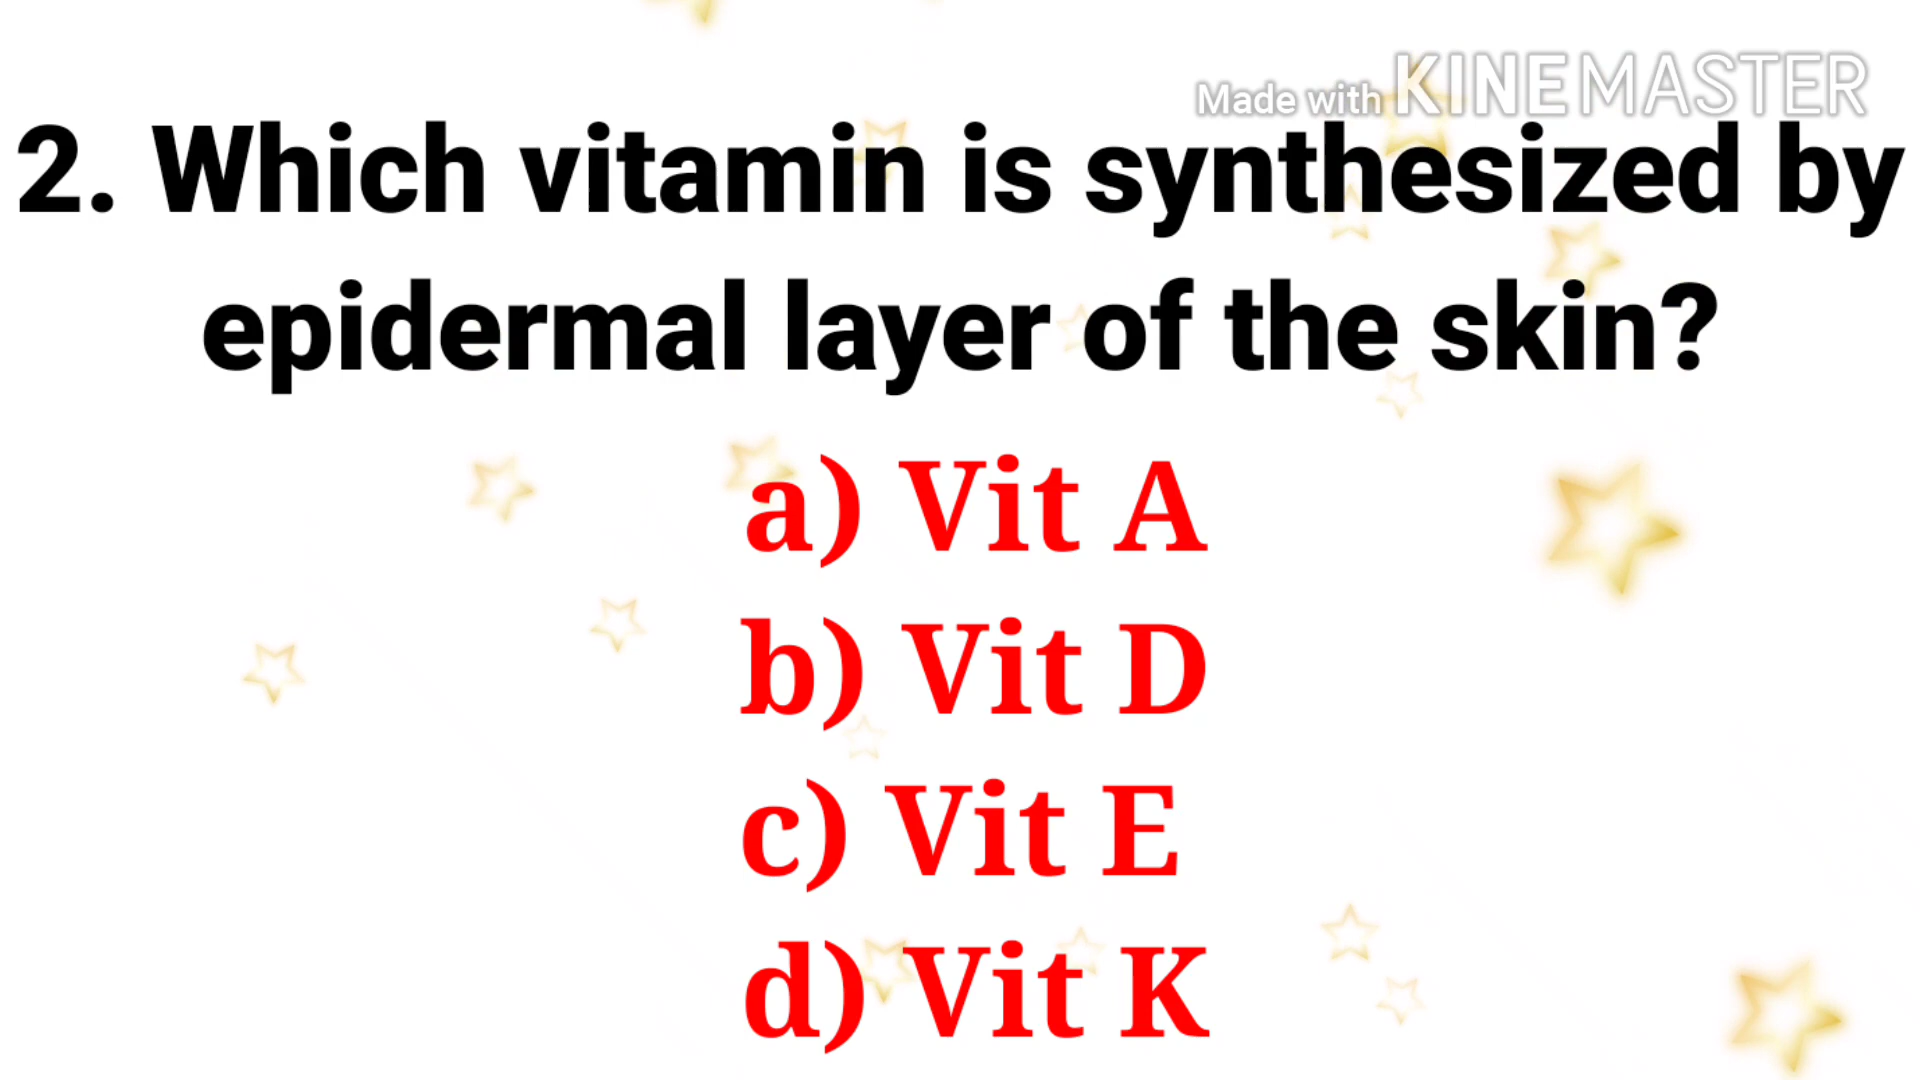 Made with KINEMASTER
2. Which vitamin is synthesized by
epidermal layer of the skin?
a) Vit A
b) Vit D
c) Vit E
d) Vit K